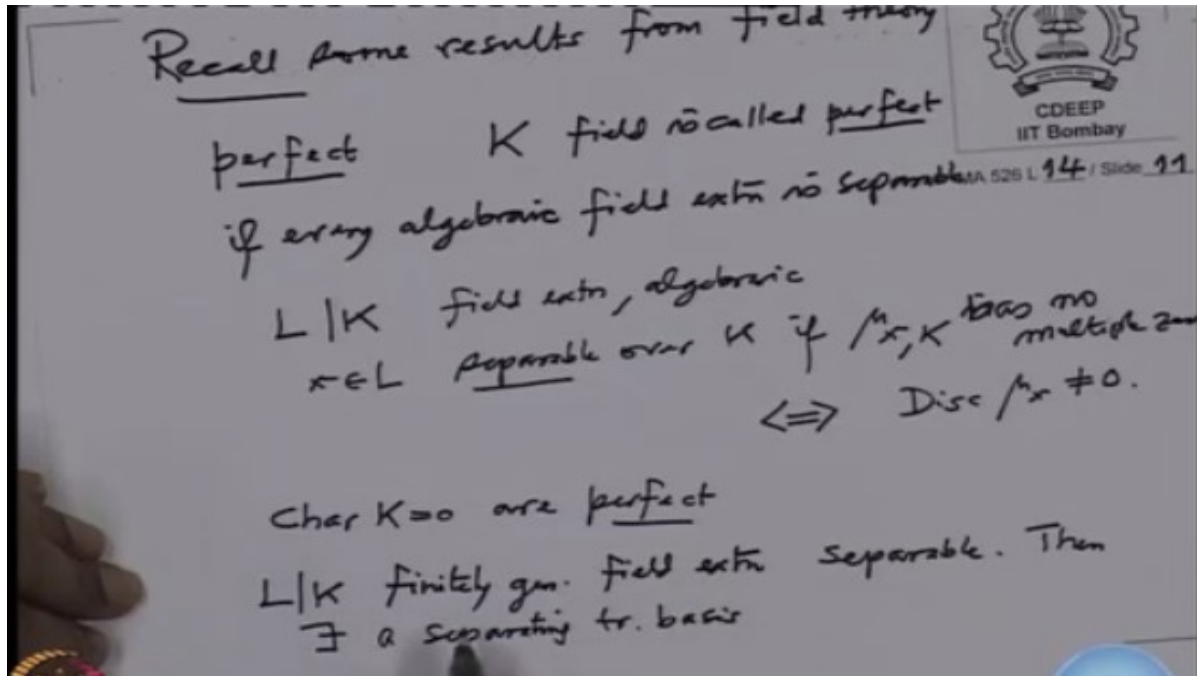 Recall some results from field theory
CDEEP
IIT Bombay
MA 526 L 14 / Slide 11
perfect K field is called perfect
if every algebraic field extn is separable
L|K field extn, algebraic
x ∈ L separable over K if μx,K has no
multiple
⇔ Disc μx ≠ 0.
Char K=0 are perfect
L|K finitely gen. field extn separable. Then
∃ a separating tr. basis